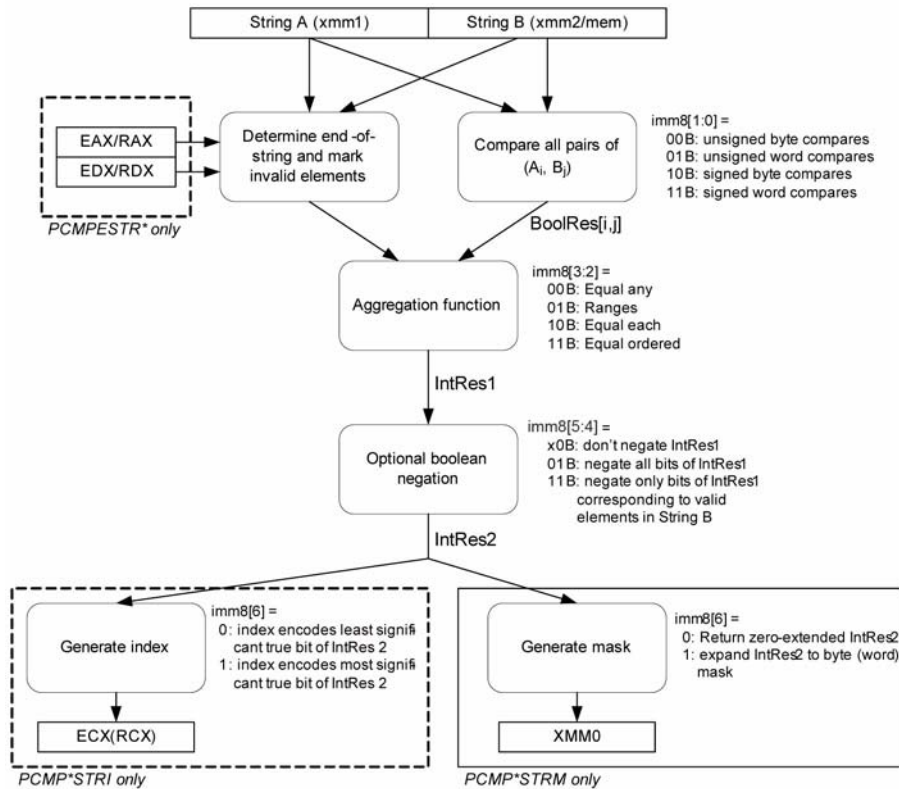 String A (xmm1)
String B (xmm2/mem)
EAX/RAX
EDX/RDX
PCMPESTR* only
Determine end -of-
string and mark
invalid elements
Compare all pairs of
(Ai, Bj)
imm8[1:0] =
00B: unsigned byte compares
01B: unsigned word compares
10B: signed byte compares
11B: signed word compares
BoolRes[i,j]
Aggregation function
imm8[3:2] =
00B: Equal any
01B: Ranges
10B: Equal each
11B: Equal ordered
IntRes1
Optional boolean
negation
imm8[5:4] =
x0B: don't negate IntRes1
01B: negate all bits of IntRes1
11B: negate only bits of IntRes1
corresponding to valid
elements in String B
IntRes2
Generate index
imm8[6] =
0: index encodes least signifi
cant true bit of IntRes 2
1: index encodes most signifi
cant true bit of IntRes 2
ECX(RCX)
PCMP*STRI only
Generate mask
imm8[6] =
0: Return zero-extended IntRes2
1: expand IntRes2 to byte (word)
mask
XMM0
PCMP*STRM only